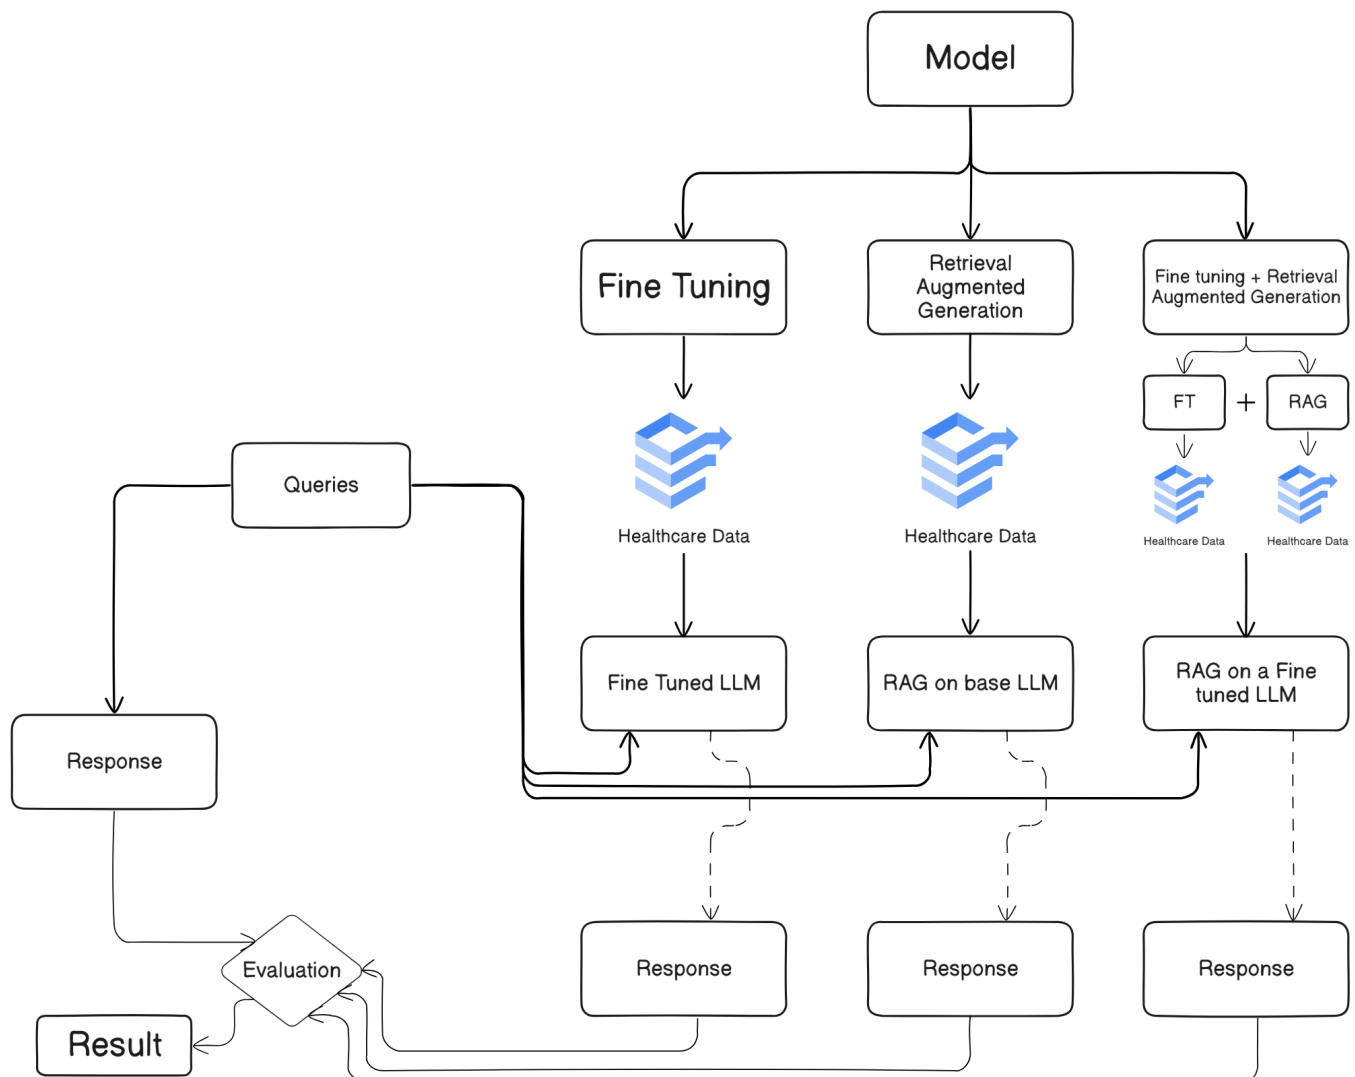 Model
Fine Tuning
Retrieval
Augmented
Generation
Fine tuning + Retrieval
Augmented Generation
FT
+
RAG
Queries
Healthcare Data
Healthcare Data
Healthcare Data
Healthcare Data
Fine Tuned LLM
RAG on base LLM
RAG on a Fine
tuned LLM
Response
Evaluation
Response
Response
Response
Result